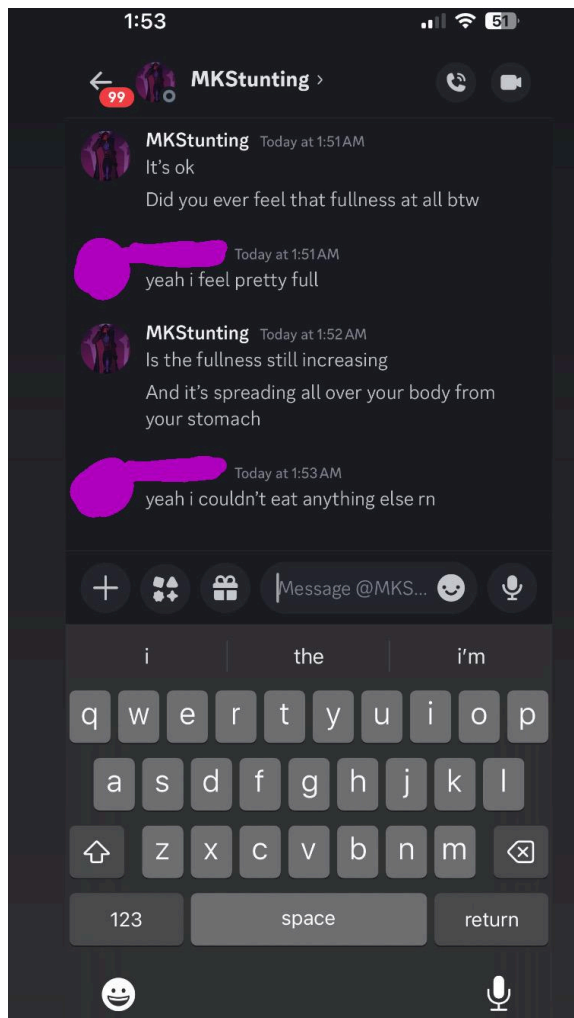 1:53
51
99
MKStunting >
MKStunting Today at 1:51 AM
It's ok
Did you ever feel that fullness at all btw
Today at 1:51 AM
yeah i feel pretty full
MKStunting Today at 1:52 AM
Is the fullness still increasing
And it's spreading all over your body from
your stomach
Today at 1:53 AM
yeah i couldn't eat anything else rn
Message @MKS...
i the i'm
q w e r t y u i o p
a s d f g h j k l
z x c v b n m
123 space return